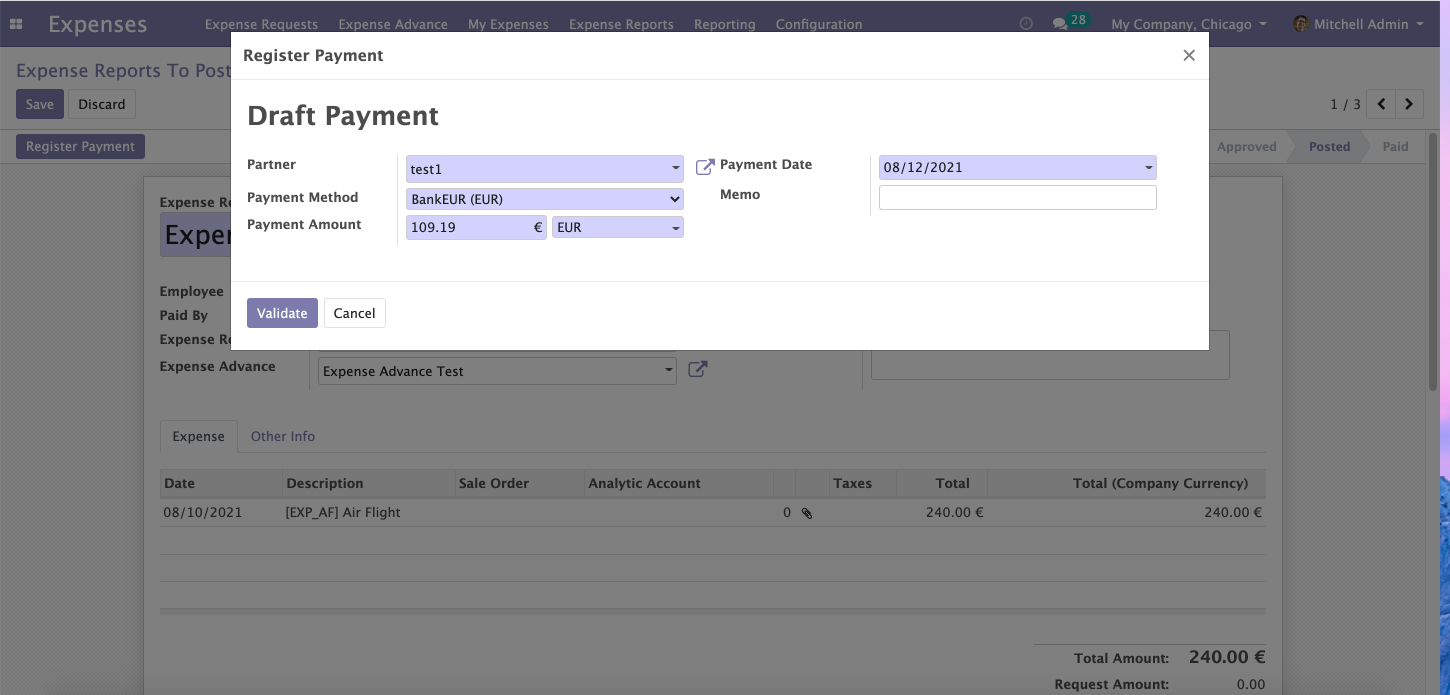 Expenses Expense Requests Expense Advance My Expenses Expense Reports Reporting Configuration 28 My Company, Chicago Mitchell Admin
Register Payment
Expense Reports To Post
Save Discard 1 / 3
Draft Payment
Register Payment Approved Posted Paid
Partner test1 Payment Date 08/12/2021
Payment Method BankEUR (EUR) Memo
Expense Re
Payment Amount 109.19 € EUR
Expe
Employee
Validate Cancel
Paid By
Expense Re
Expense Advance Expense Advance Test
Expense Other Info
Date Description Sale Order Analytic Account Taxes Total Total (Company Currency)
08/10/2021 [EXP_AF] Air Flight 0 240.00 € 240.00 €
Total Amount: 240.00 €
Request Amount: 0.00